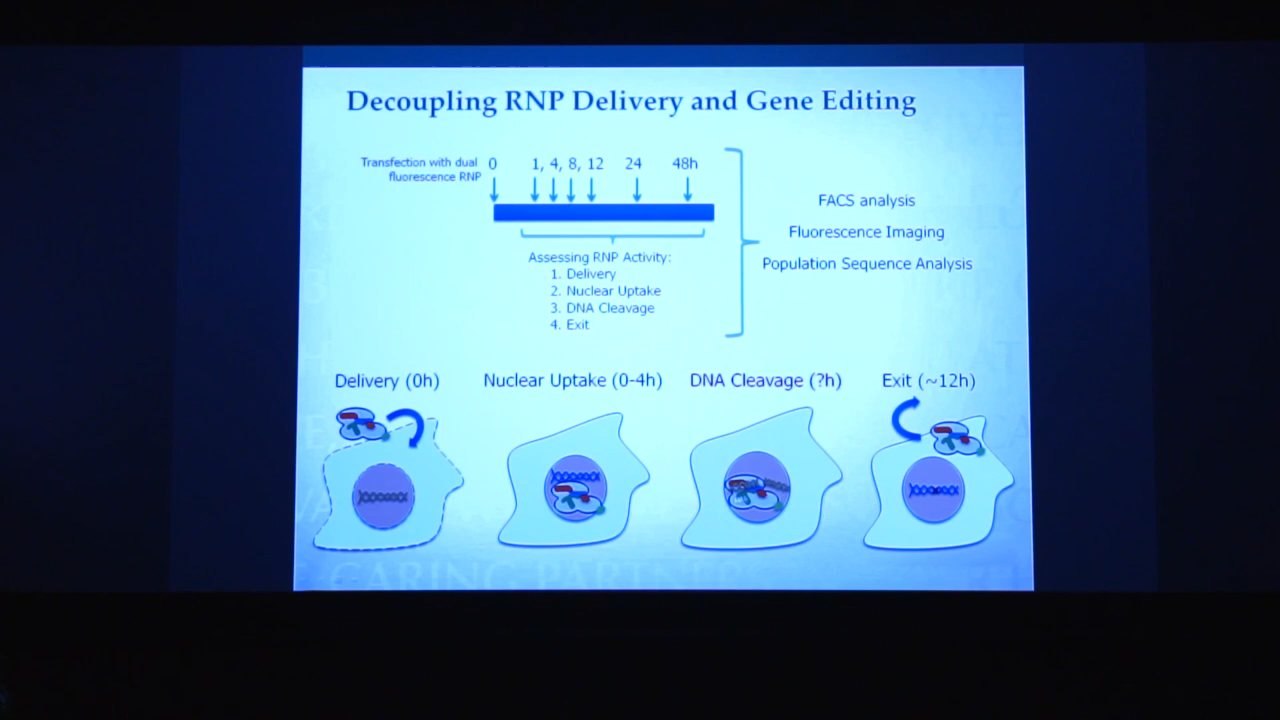 Decoupling RNP Delivery and Gene Editing
Transfection with dual
fluorescence RNP
0 1, 4, 8, 12 24 48h
Assessing RNP Activity:
1. Delivery
2. Nuclear Uptake
3. DNA Cleavage
4. Exit
FACS analysis
Fluorescence Imaging
Population Sequence Analysis
Delivery (0h) Nuclear Uptake (0-4h) DNA Cleavage (?h) Exit (~12h)
CARING PARTNERS